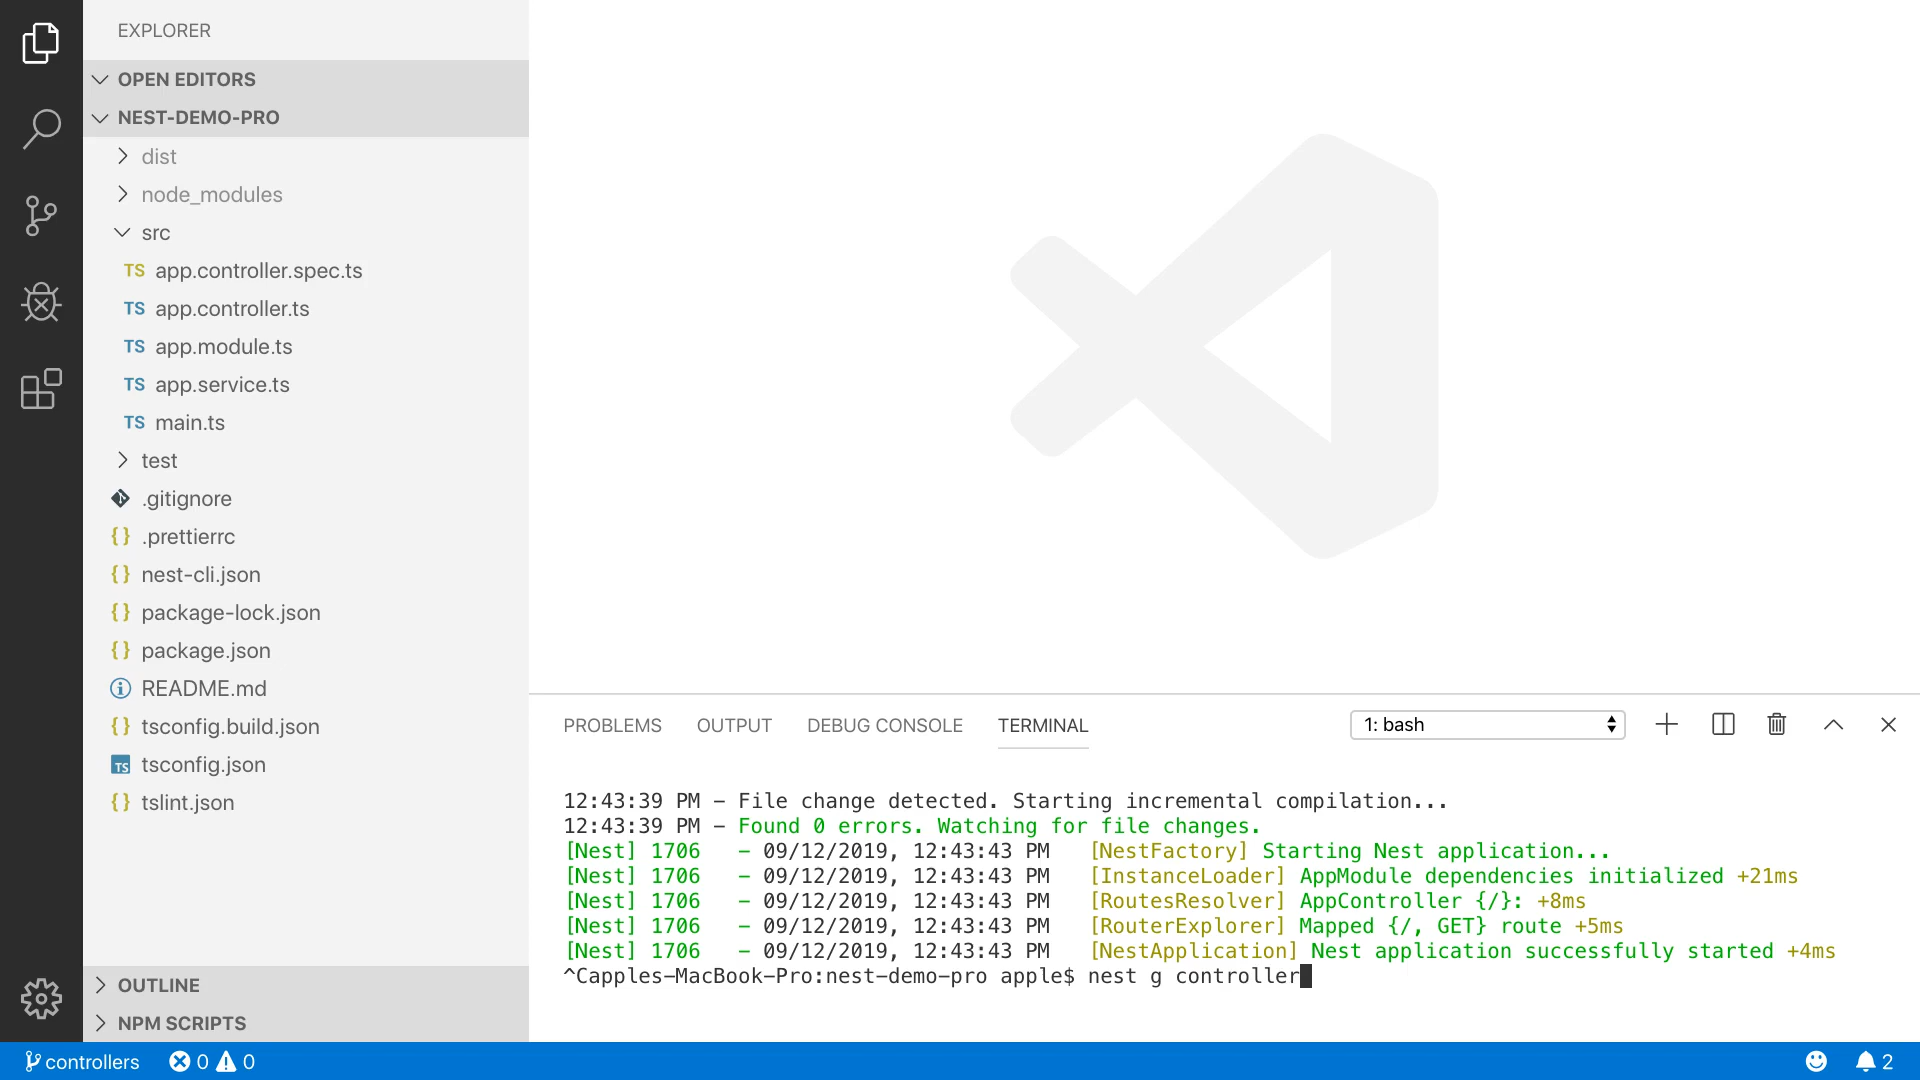 EXPLORER
OPEN EDITORS
NEST-DEMO-PRO
dist
node_modules
src
TS app.controller.spec.ts
TS app.controller.ts
TS app.module.ts
TS app.service.ts
TS main.ts
test
.gitignore
{} .prettierrc
{} nest-cli.json
{} package-lock.json
{} package.json
README.md
{} tsconfig.build.json
TS tsconfig.json
{} tslint.json
OUTLINE
NPM SCRIPTS
PROBLEMS OUTPUT DEBUG CONSOLE TERMINAL 1: bash
12:43:39 PM - File change detected. Starting incremental compilation...
12:43:39 PM - Found 0 errors. Watching for file changes.
[Nest] 1706   - 09/12/2019, 12:43:43 PM   [NestFactory] Starting Nest application...
[Nest] 1706   - 09/12/2019, 12:43:43 PM   [InstanceLoader] AppModule dependencies initialized +21ms
[Nest] 1706   - 09/12/2019, 12:43:43 PM   [RoutesResolver] AppController {/}: +8ms
[Nest] 1706   - 09/12/2019, 12:43:43 PM   [RouterExplorer] Mapped {/, GET} route +5ms
[Nest] 1706   - 09/12/2019, 12:43:43 PM   [NestApplication] Nest application successfully started +4ms
^Capples-MacBook-Pro:nest-demo-pro apple$ nest g controller
controllers 0 0 2